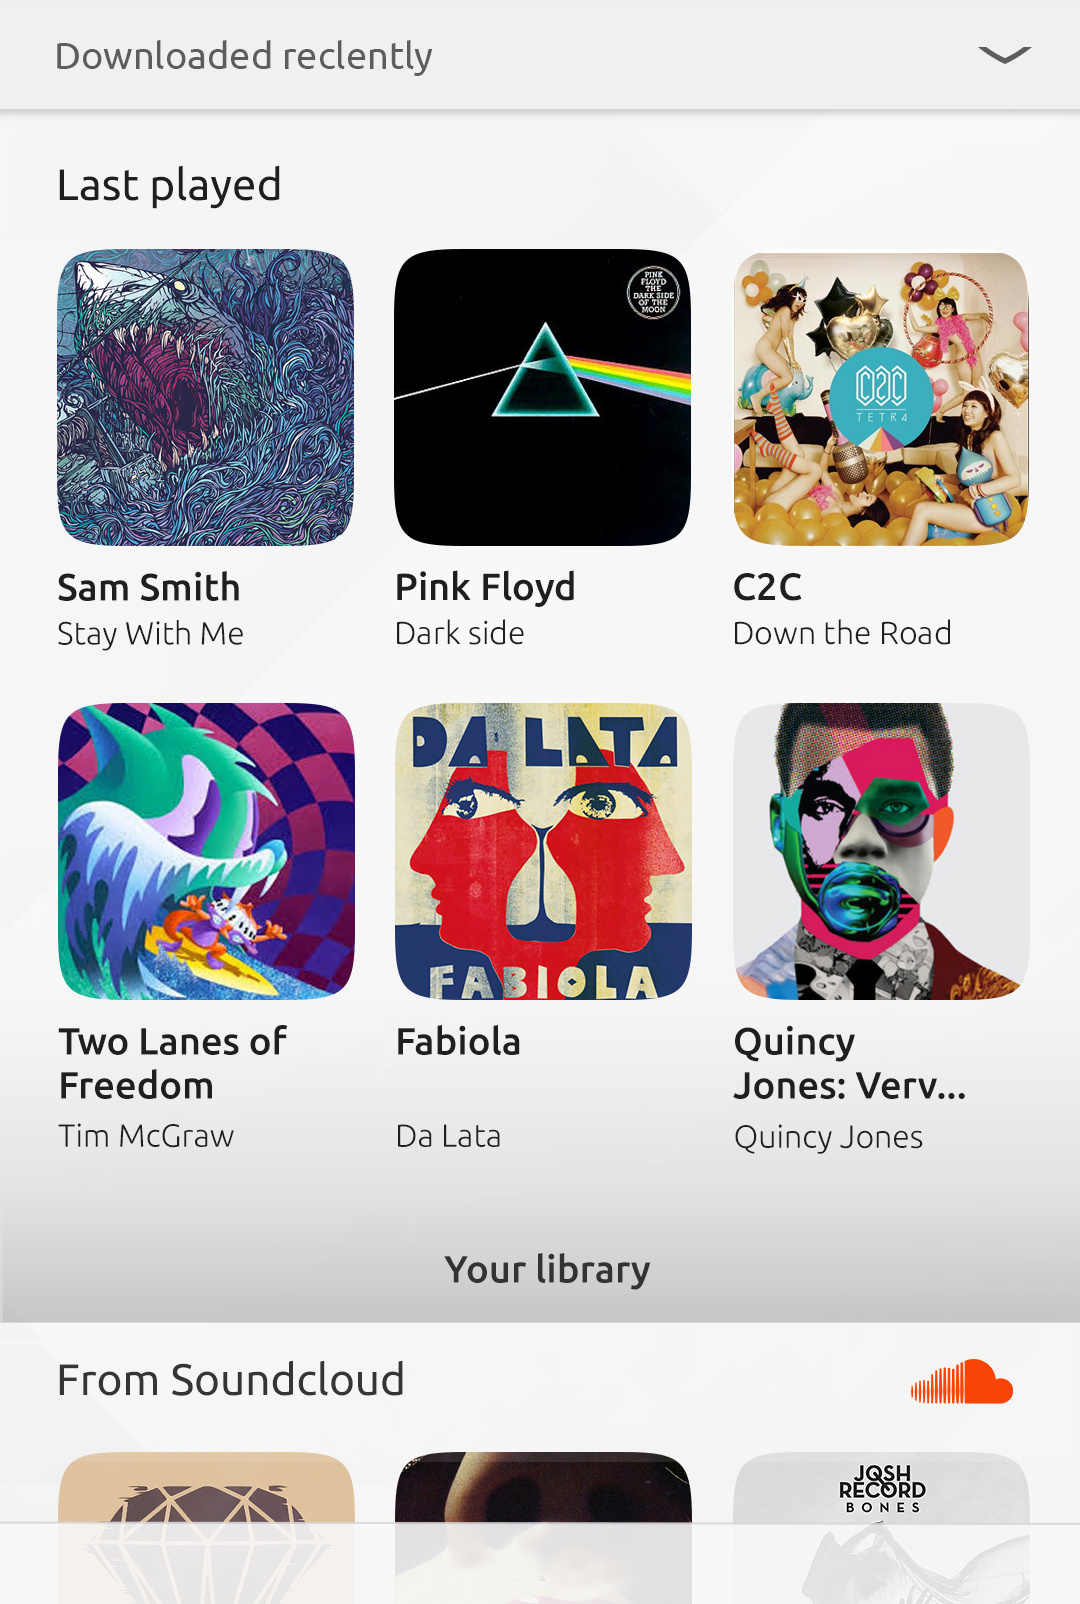 Downloaded reclently
Last played
PINK
FLOYD
THE
DARK SIDE
OF THE
MOON
C2C
TETR4
Sam Smith
Stay With Me
Pink Floyd
Dark side
C2C
Down the Road
DA LATA
FABIOLA
Two Lanes of
Freedom
Tim McGraw
Fabiola
Da Lata
Quincy
Jones: Verv...
Quincy Jones
Your library
From Soundcloud
JOSH
RECORD
BONES